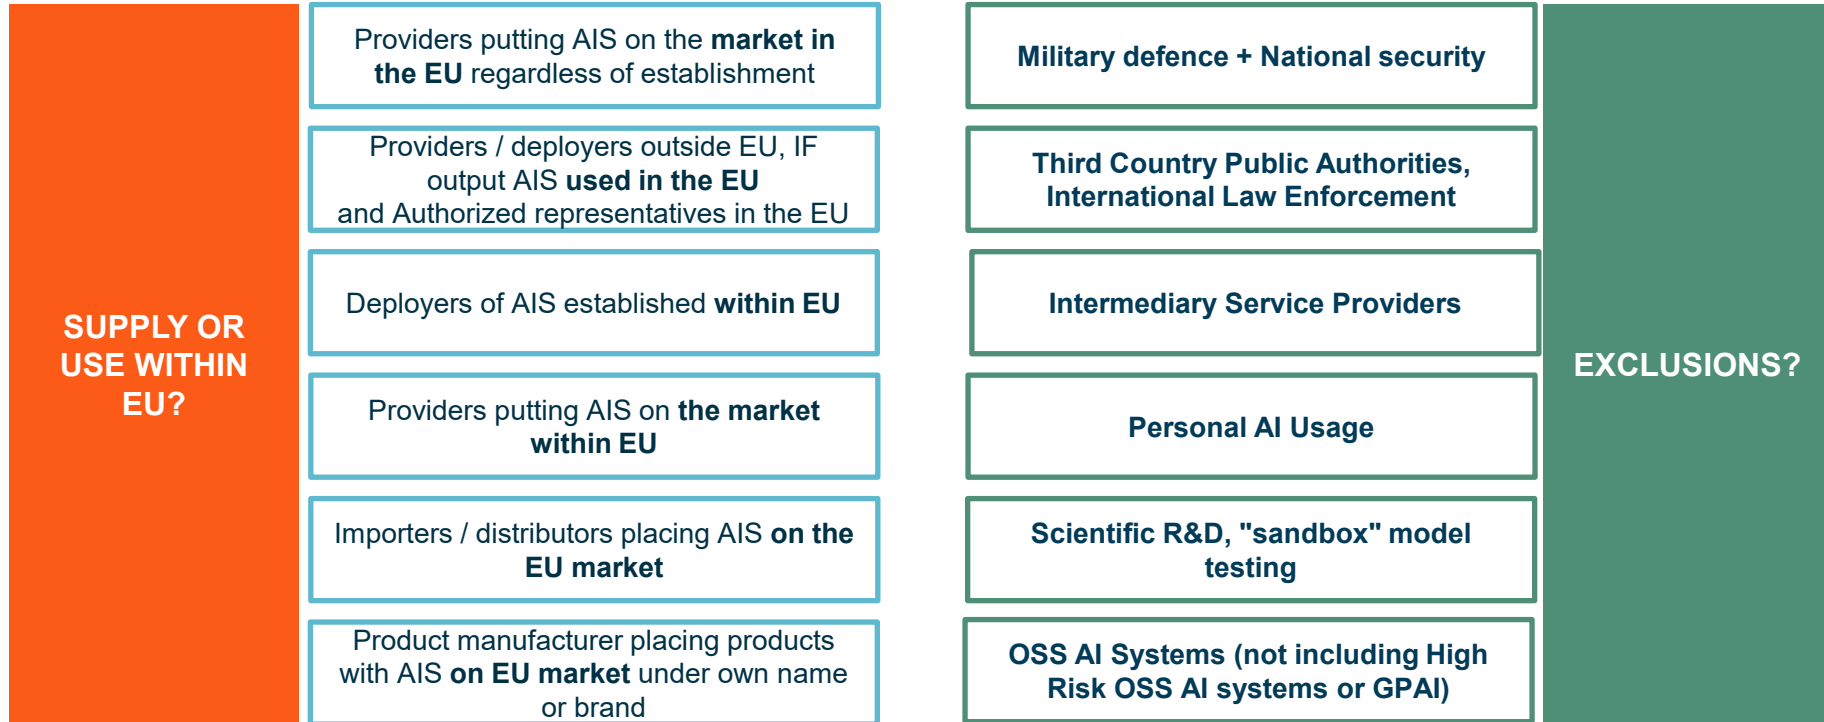 SUPPLY OR
USE WITHIN
EU?
Providers putting AIS on the market in
the EU regardless of establishment
Providers / deployers outside EU, IF
output AIS used in the EU
and Authorized representatives in the EU
Deployers of AIS established within EU
Providers putting AIS on the market
within EU
Importers / distributors placing AIS on the
EU market
Product manufacturer placing products
with AIS on EU market under own name
or brand
Military defence + National security
Third Country Public Authorities,
International Law Enforcement
Intermediary Service Providers
Personal AI Usage
Scientific R&D, "sandbox" model
testing
OSS AI Systems (not including High
Risk OSS AI systems or GPAI)
EXCLUSIONS?